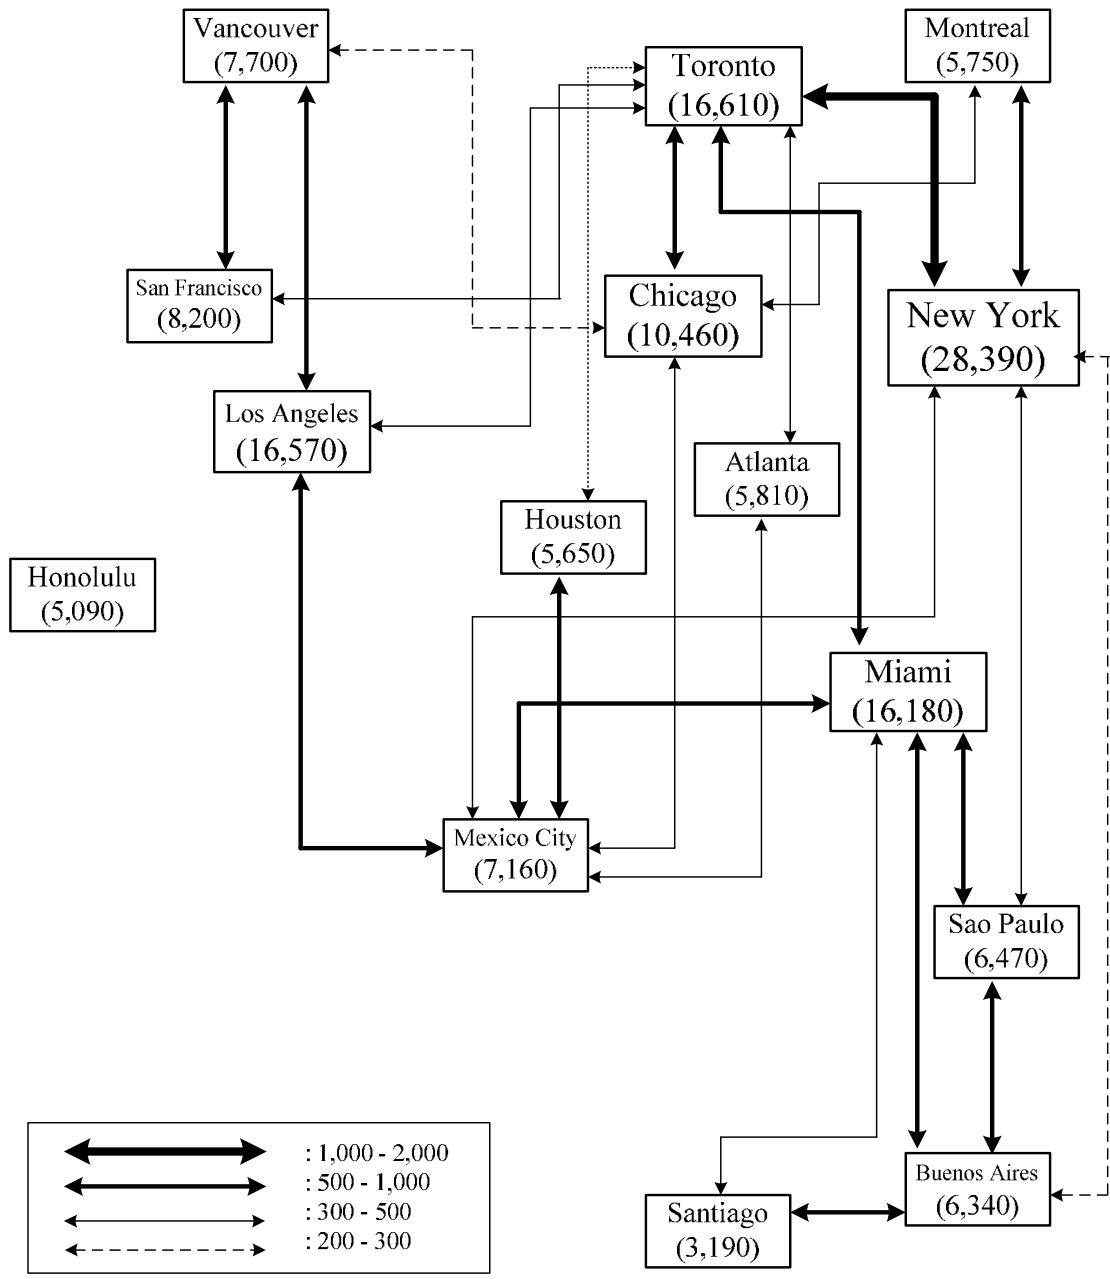 Vancouver
(7,700)
Toronto
(16,610)
Montreal
(5,750)
San Francisco
(8,200)
Chicago
(10,460)
New York
(28,390)
Los Angeles
(16,570)
Atlanta
(5,810)
Houston
(5,650)
Honolulu
(5,090)
Miami
(16,180)
Mexico City
(7,160)
Sao Paulo
(6,470)
Buenos Aires
(6,340)
Santiago
(3,190)
: 1,000 - 2,000
: 500 - 1,000
: 300 - 500
: 200 - 300